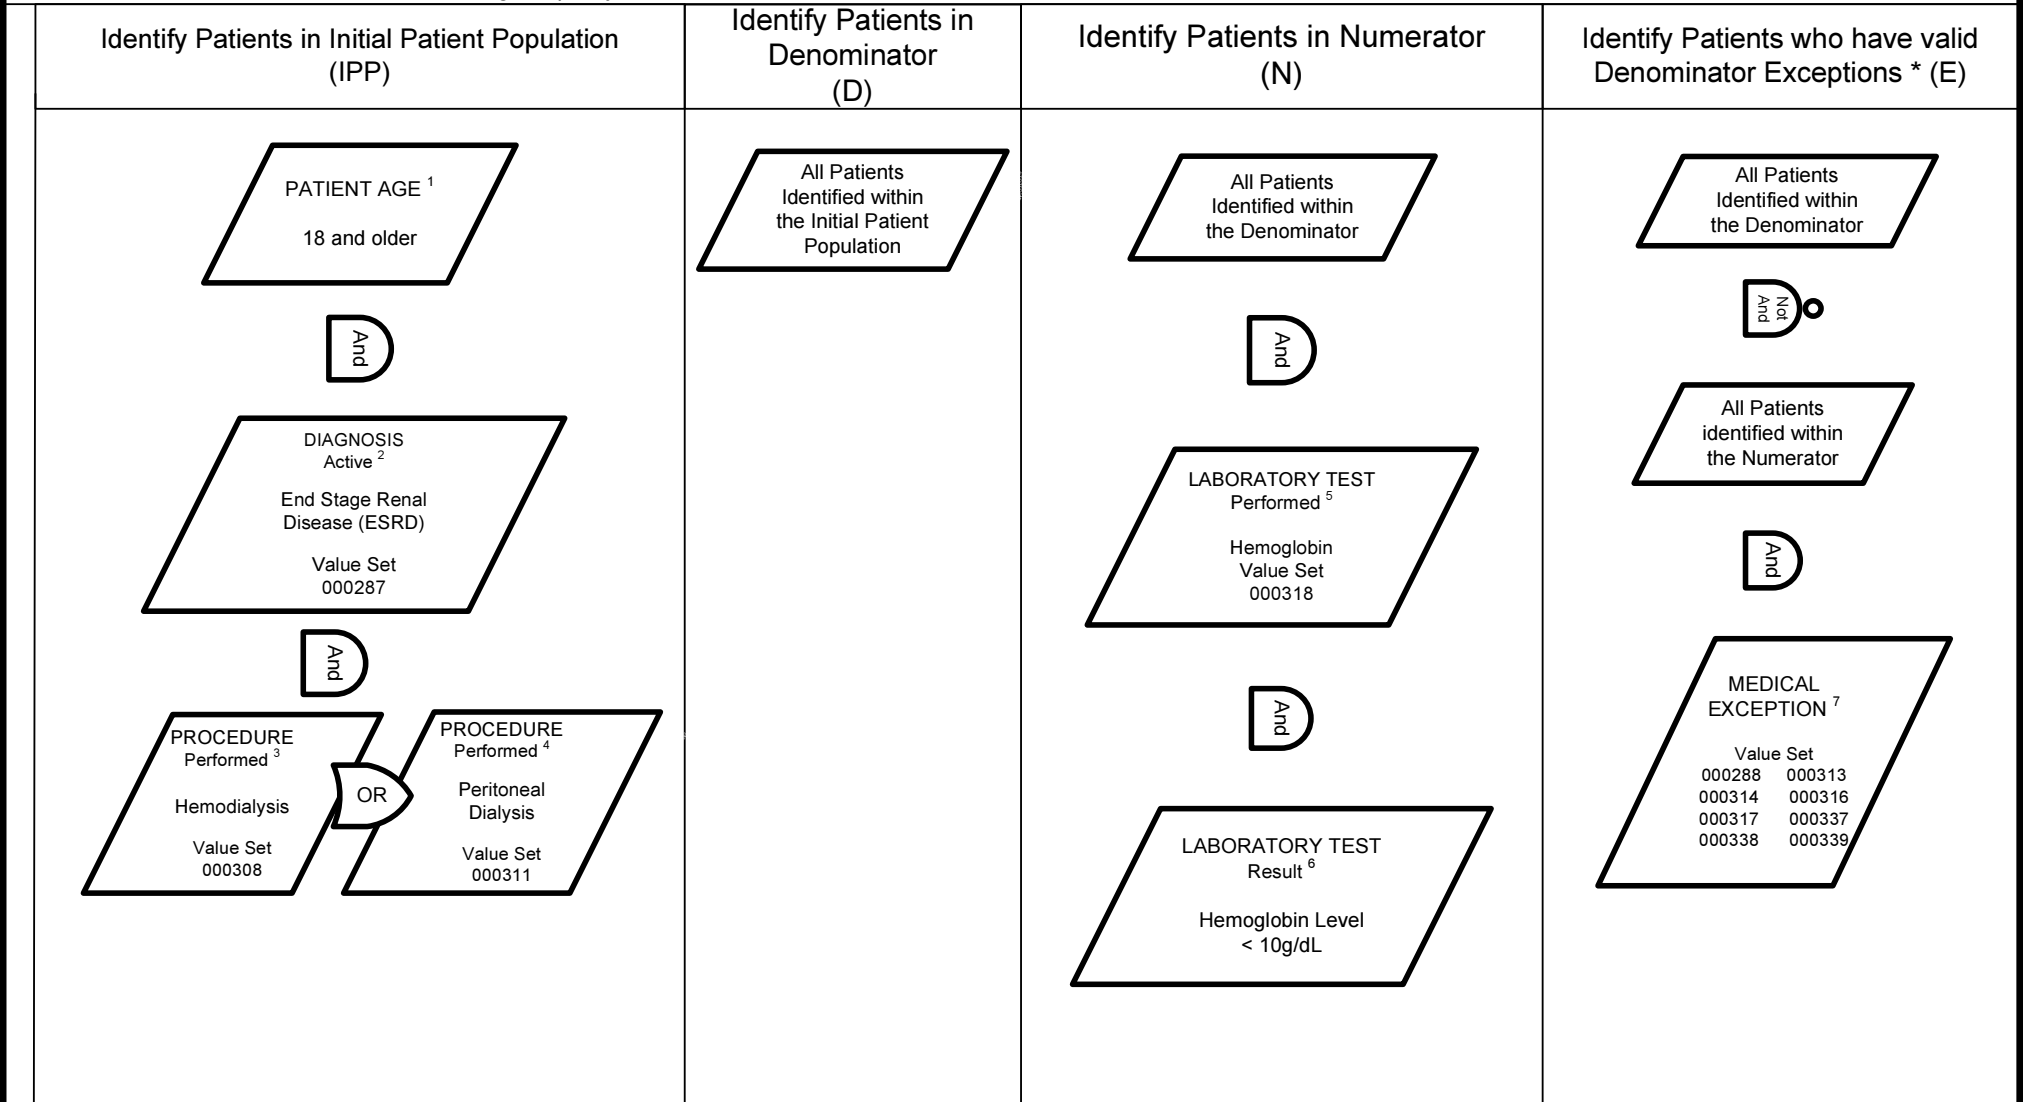 Identify Patients in Initial Patient Population
(IPP)
Identify Patients in
Denominator
(D)
Identify Patients in Numerator
(N)
Identify Patients who have valid
Denominator Exceptions * (E)
PATIENT AGE 1
18 and older
And
DIAGNOSIS
Active 2
End Stage Renal
Disease (ESRD)
Value Set
000287
And
PROCEDURE
Performed 3
Hemodialysis
Value Set
000308
OR
PROCEDURE
Performed 4
Peritoneal
Dialysis
Value Set
000311
All Patients
Identified within
the Initial Patient
Population
All Patients
Identified within
the Denominator
And
LABORATORY TEST
Performed 5
Hemoglobin
Value Set
000318
And
LABORATORY TEST
Result 6
Hemoglobin Level
< 10g/dL
All Patients
Identified within
the Denominator
Not
And
All Patients
identified within
the Numerator
And
MEDICAL
EXCEPTION 7
Value Set
000288 000313
000314 000316
000317 000337
000338 000339